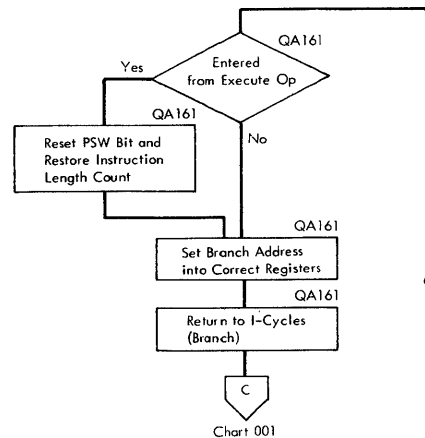 QA161
Entered
from Execute Op
Yes
No
QA161
Reset PSW Bit and
Restore Instruction
Length Count
QA161
Set Branch Address
into Correct Registers
QA161
Return to I-Cycles
(Branch)
C
Chart 001